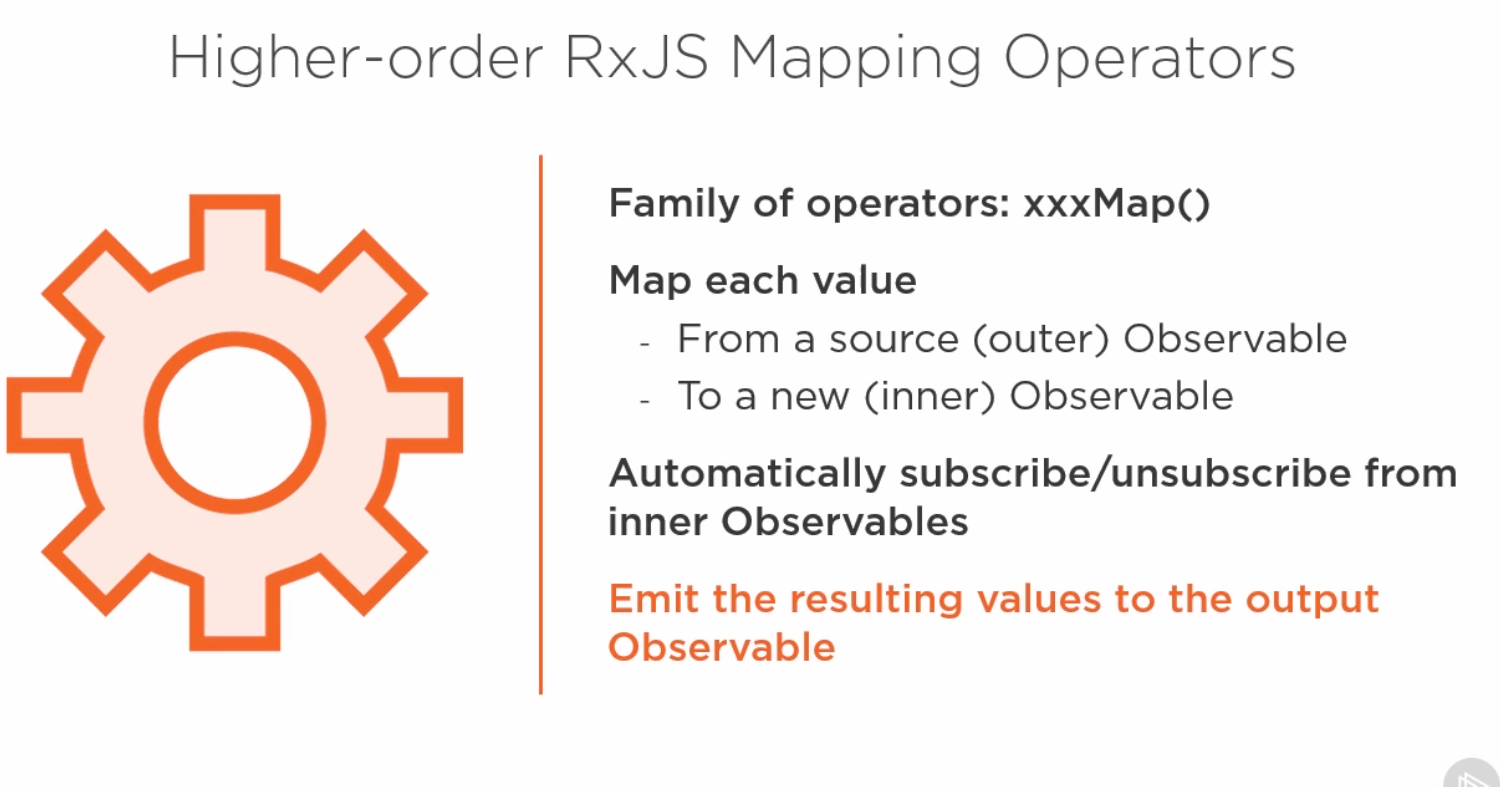 Higher-order RxJS Mapping Operators
Family of operators: xxxMap()
Map each value
- From a source (outer) Observable
- To a new (inner) Observable
Automatically subscribe/unsubscribe from
inner Observables
Emit the resulting values to the output
Observable